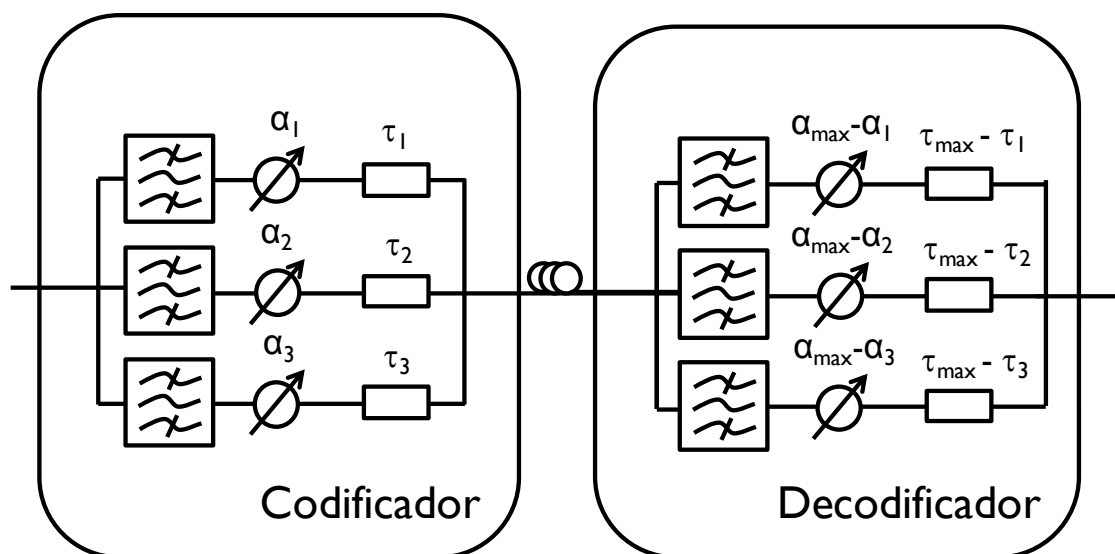 α₁ τ₁
α₂ τ₂
α₃ τ₃
Codificador
αmax-α₁ τmax - τ₁
αmax-α₂ τmax - τ₂
αmax-α₃ τmax - τ₃
Decodificador